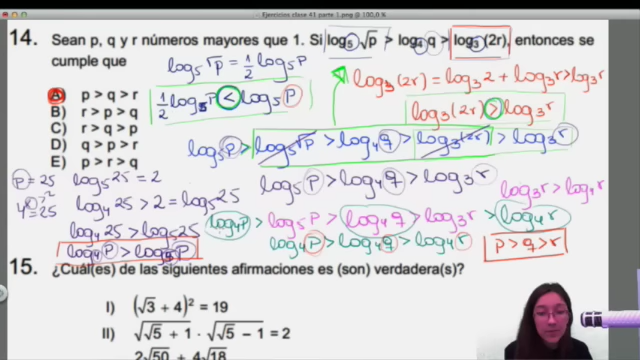 Ejercicios clase 41 parte 1.png @ 100,0 %
14. Sean p, q y r números mayores que 1. Si log₅ √p > log₄ q > log₃ (2r), entonces se
cumple que
A) p > q > r
B) r > p > q
C) r > q > p
D) q > p > r
E) p > r > q
log₅ √p = 1/2 log₅ p
1/2 log₅ p < log₅ p
log₃ (2r) = log₃ 2 + log₃ r > log₃ r
log₃ (2r) > log₃ r
log₅ p > log₅ √p > log₄ q > log₃ (2r) > log₃ r
p = 25 log₅ 25 = 2
log₅ p > log₄ q > log₃ r
log₄ 25 > 2 = log₅ 25
log₃ r > log₄ r
log₄ 25 > log₅ 25
log₄ p > log₅ p > log₄ q > log₃ r > log₄ r
log₄ p > log₅ p
log₄ p > log₄ q > log₄ r
p > q > r
15. ¿Cuál(es) de las siguientes afirmaciones es (son) verdadera(s)?
I) (√3 + 4)² = 19
II) √(√5 + 1) · √(√5 − 1) = 2
2√50 + 4√18